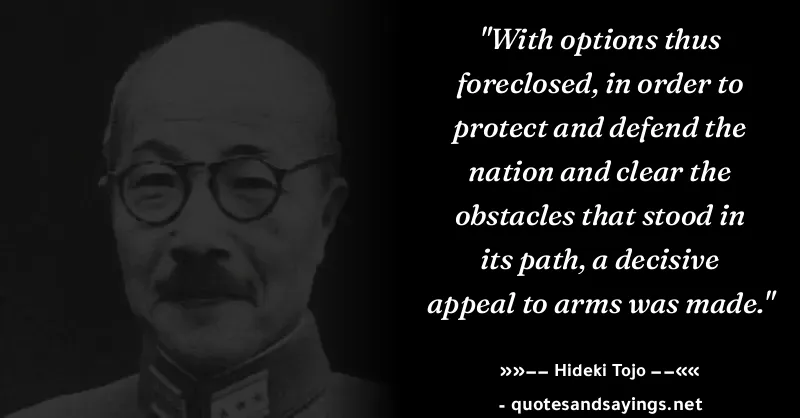 "With options thus
foreclosed, in order to
protect and defend the
nation and clear the
obstacles that stood in
its path, a decisive
appeal to arms was made."
»»–– Hideki Tojo ––««
- quotesandsayings.net